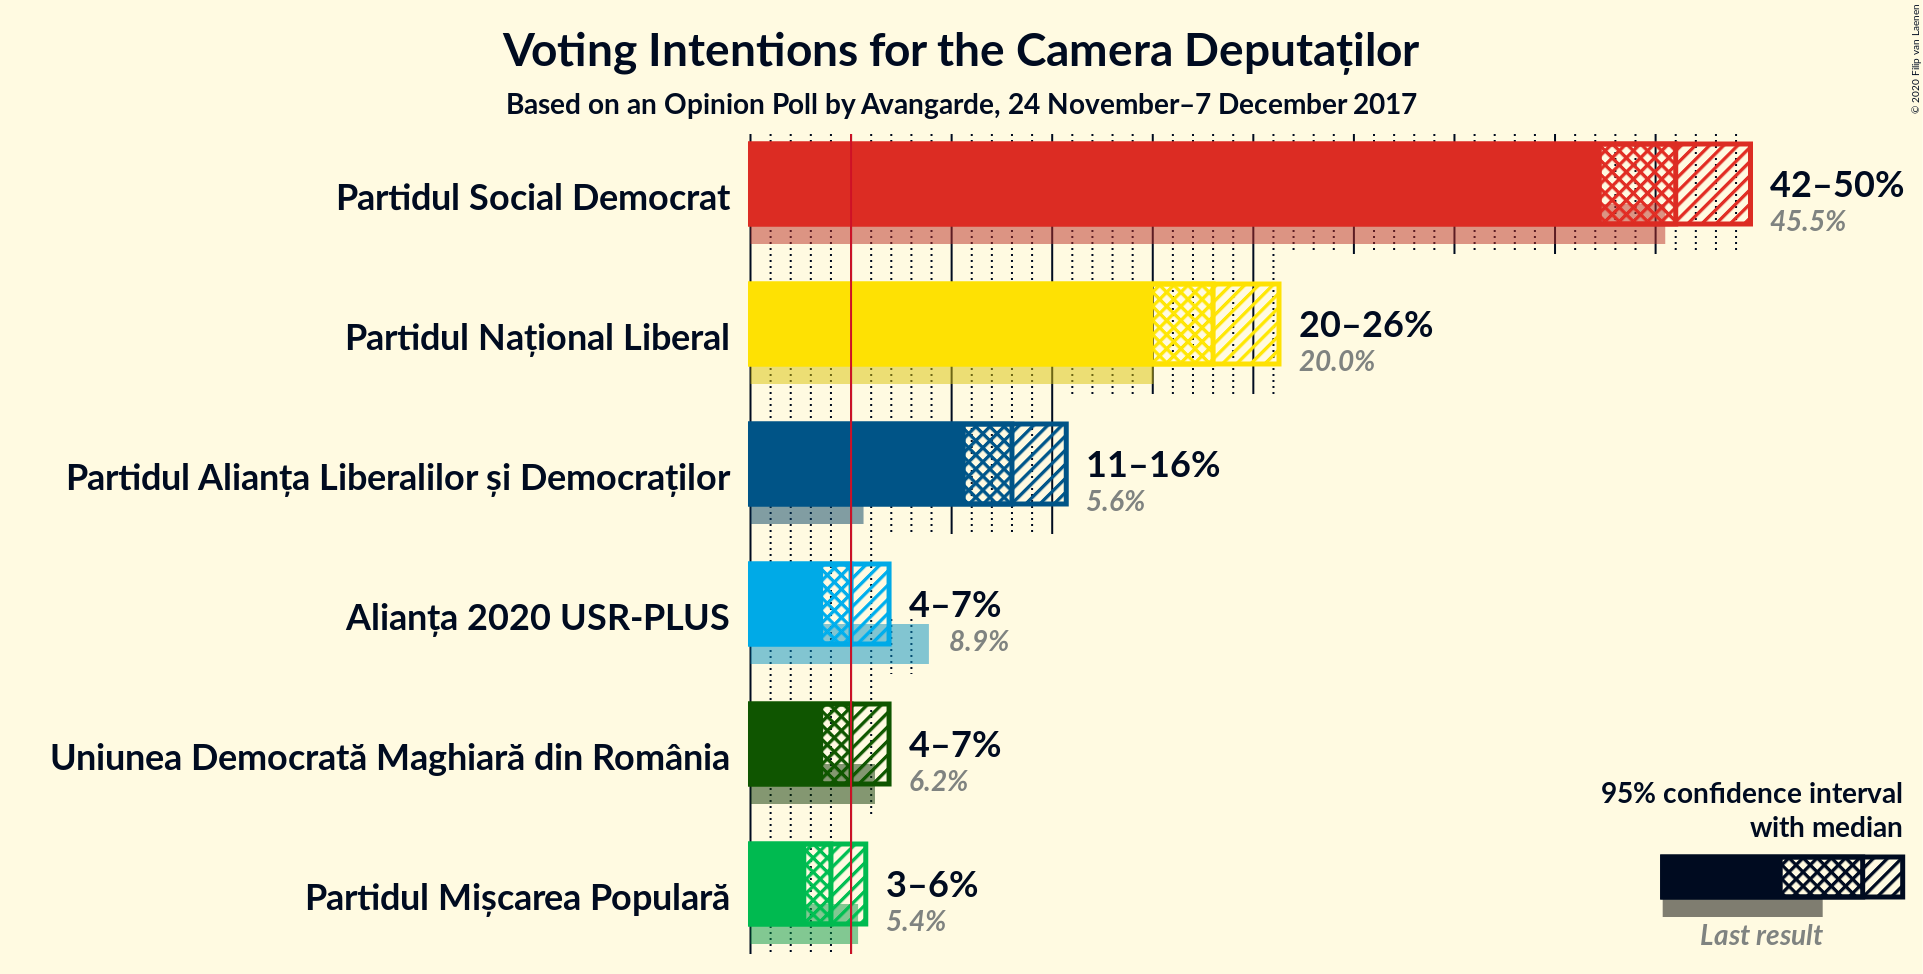 Voting Intentions for the Camera Deputaților
Based on an Opinion Poll by Avangarde, 24 November–7 December 2017
© 2020 Filip van Laenen
Partidul Social Democrat
42–50%
45.5%
Partidul Național Liberal
20–26%
20.0%
Partidul Alianța Liberalilor și Democraților
11–16%
5.6%
Alianța 2020 USR-PLUS
4–7%
8.9%
Uniunea Democrată Maghiară din România
4–7%
6.2%
Partidul Mișcarea Populară
3–6%
5.4%
95% confidence interval
with median
Last result